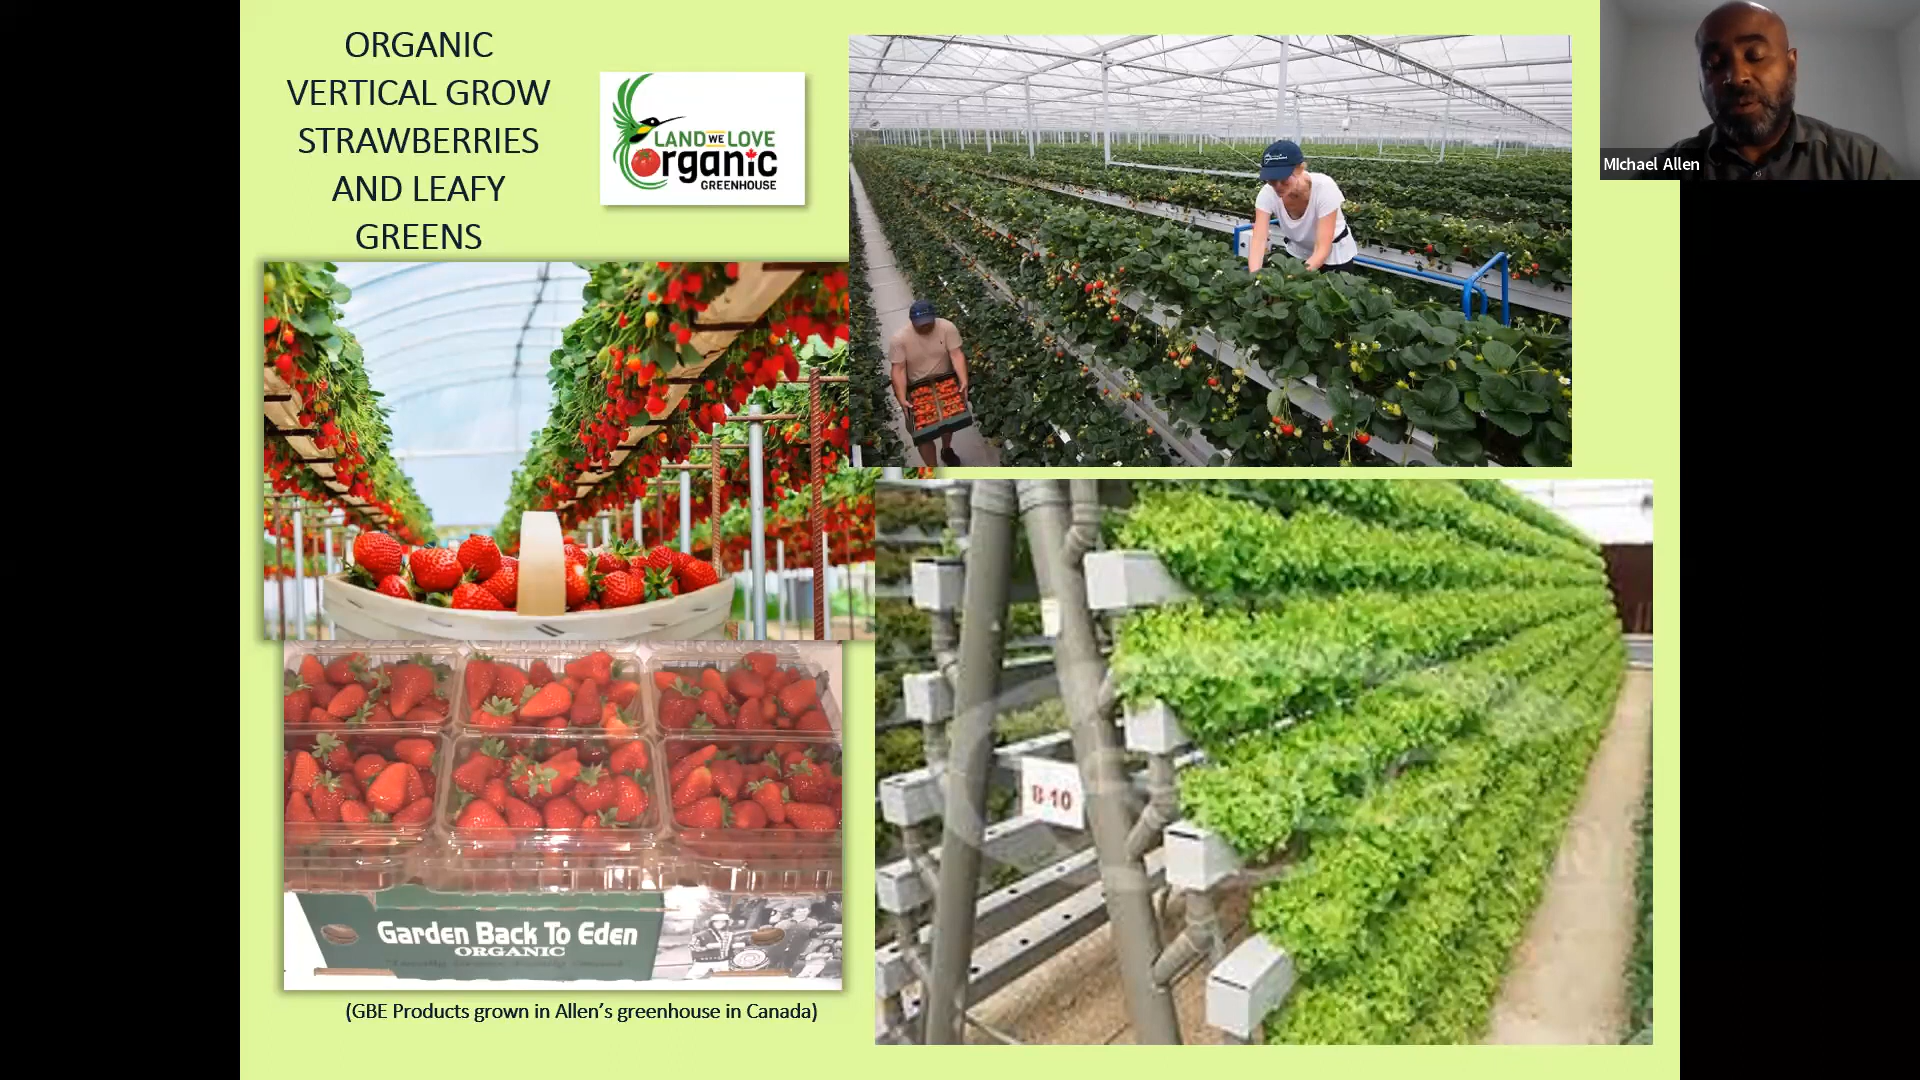 ORGANIC
VERTICAL GROW
STRAWBERRIES
AND LEAFY
GREENS
LAND WE LOVE
Organic
GREENHOUSE
MIchael Allen
8-10
Garden Back To Eden
ORGANIC
(GBE Products grown in Allen’s greenhouse in Canada)